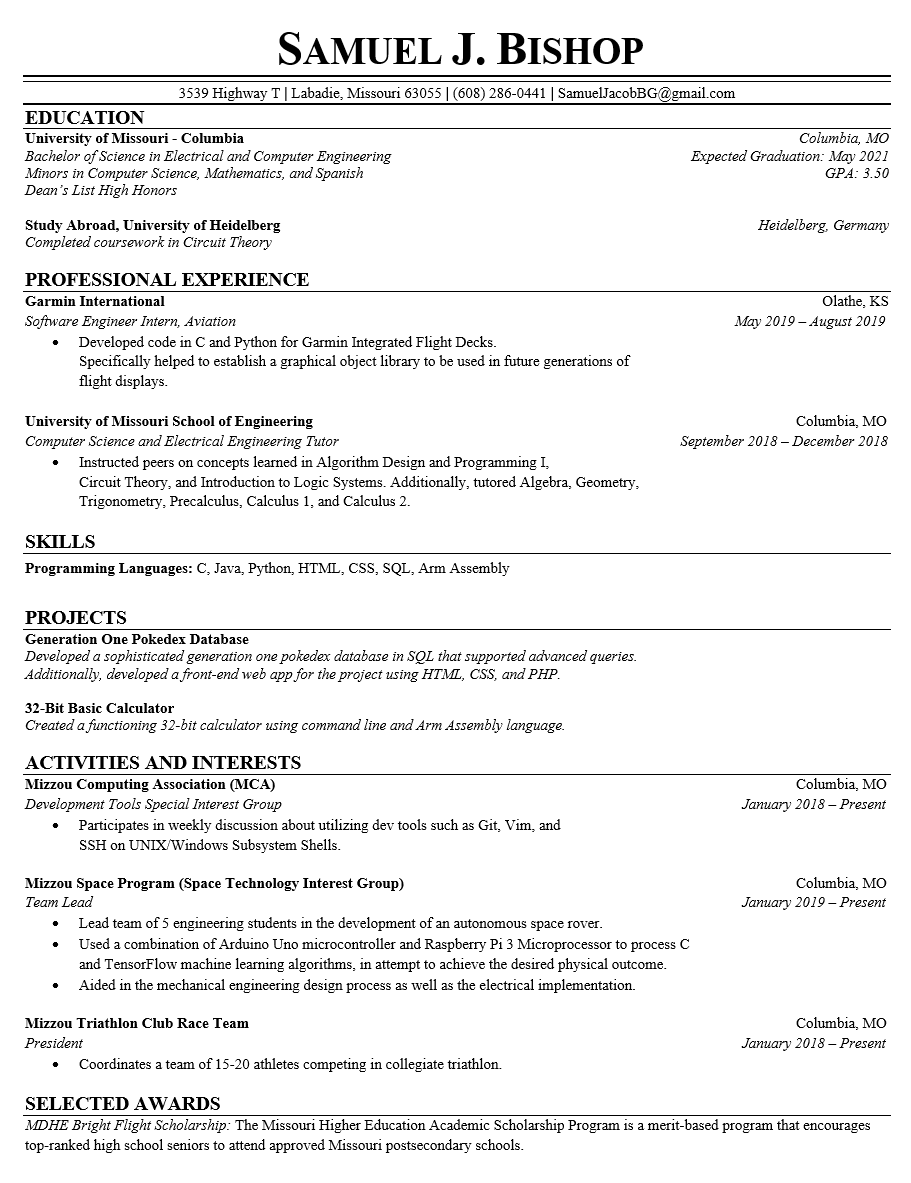 SAMUEL J. BISHOP
3539 Highway T | Labadie, Missouri 63055 | (608) 286-0441 | SamuelJacobBG@gmail.com
EDUCATION
University of Missouri - Columbia Columbia, MO
Bachelor of Science in Electrical and Computer Engineering Expected Graduation: May 2021
Minors in Computer Science, Mathematics, and Spanish GPA: 3.50
Dean's List High Honors
Study Abroad, University of Heidelberg Heidelberg, Germany
Completed coursework in Circuit Theory
PROFESSIONAL EXPERIENCE
Garmin International Olathe, KS
Software Engineer Intern, Aviation May 2019 – August 2019
• Developed code in C and Python for Garmin Integrated Flight Decks.
Specifically helped to establish a graphical object library to be used in future generations of
flight displays.
University of Missouri School of Engineering Columbia, MO
Computer Science and Electrical Engineering Tutor September 2018 – December 2018
• Instructed peers on concepts learned in Algorithm Design and Programming I,
Circuit Theory, and Introduction to Logic Systems. Additionally, tutored Algebra, Geometry,
Trigonometry, Precalculus, Calculus 1, and Calculus 2.
SKILLS
Programming Languages: C, Java, Python, HTML, CSS, SQL, Arm Assembly
PROJECTS
Generation One Pokedex Database
Developed a sophisticated generation one pokedex database in SQL that supported advanced queries.
Additionally, developed a front-end web app for the project using HTML, CSS, and PHP.
32-Bit Basic Calculator
Created a functioning 32-bit calculator using command line and Arm Assembly language.
ACTIVITIES AND INTERESTS
Mizzou Computing Association (MCA) Columbia, MO
Development Tools Special Interest Group January 2018 – Present
• Participates in weekly discussion about utilizing dev tools such as Git, Vim, and
SSH on UNIX/Windows Subsystem Shells.
Mizzou Space Program (Space Technology Interest Group) Columbia, MO
Team Lead January 2019 – Present
• Lead team of 5 engineering students in the development of an autonomous space rover.
• Used a combination of Arduino Uno microcontroller and Raspberry Pi 3 Microprocessor to process C
and TensorFlow machine learning algorithms, in attempt to achieve the desired physical outcome.
• Aided in the mechanical engineering design process as well as the electrical implementation.
Mizzou Triathlon Club Race Team Columbia, MO
President January 2018 – Present
• Coordinates a team of 15-20 athletes competing in collegiate triathlon.
SELECTED AWARDS
MDHE Bright Flight Scholarship: The Missouri Higher Education Academic Scholarship Program is a merit-based program that encourages
top-ranked high school seniors to attend approved Missouri postsecondary schools.